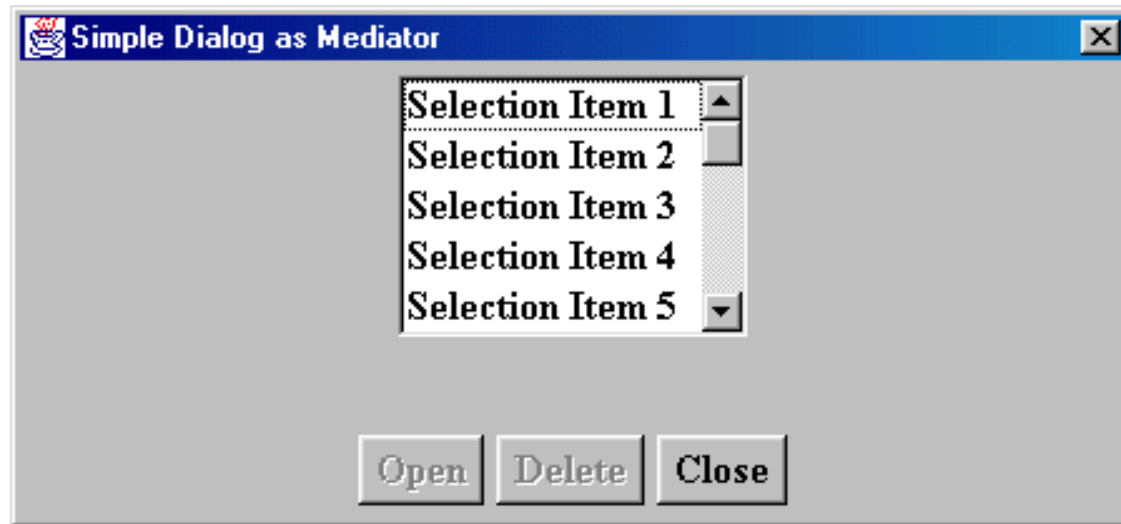 Simple Dialog as Mediator
Selection Item 1
Selection Item 2
Selection Item 3
Selection Item 4
Selection Item 5
Open Delete Close